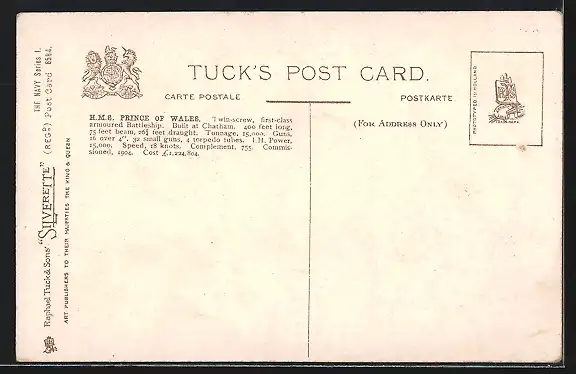 TUCK'S POST CARD.
CARTE POSTALE
POSTKARTE
(FOR ADDRESS ONLY)
H.M.S. PRINCE OF WALES. Twin-screw, first-class
armoured Battleship. Built at Chatham. 400 feet long,
75 feet beam, 26¾ feet draught. Tonnage, 15,000. Guns,
16 over 4", 32 small guns, 4 torpedo tubes. I.H. Power,
15,000. Speed, 18 knots. Complement, 755. Commis-
sioned, 1904. Cost £1,224,804.
PHOTOTYPED IN HOLLAND
TRADE MARK
THE NAVY Series I.
Raphael Tuck & Sons' "SILVERETTE" (REGD) Post Card 6584.
ART PUBLISHERS TO THEIR MAJESTIES THE KING & QUEEN